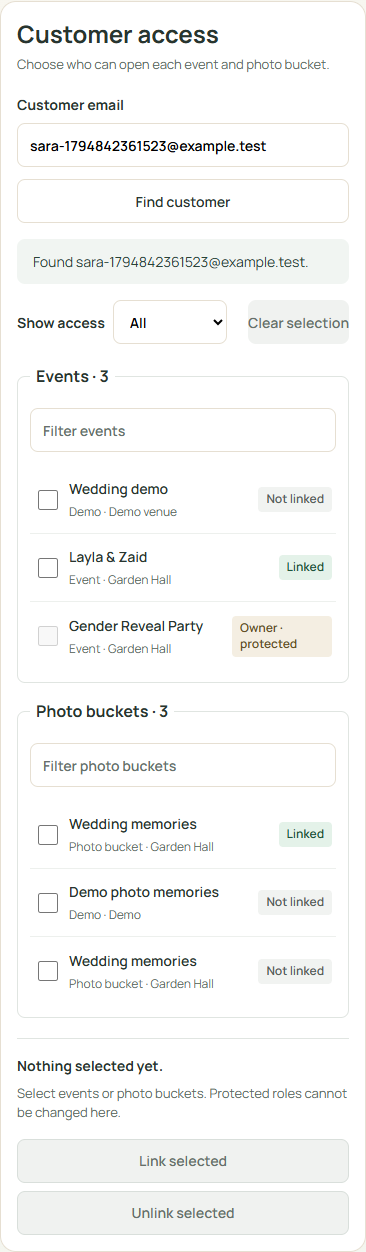 Customer access
Choose who can open each event and photo bucket.
Customer email
sara-1794842361523@example.test
Find customer
Found sara-1794842361523@example.test.
Show access
All
Clear selection
Events · 3
Filter events
Wedding demo
Demo · Demo venue
Not linked
Layla & Zaid
Event · Garden Hall
Linked
Gender Reveal Party
Event · Garden Hall
Owner ·
protected
Photo buckets · 3
Filter photo buckets
Wedding memories
Photo bucket · Garden Hall
Linked
Demo photo memories
Demo · Demo
Not linked
Wedding memories
Photo bucket · Garden Hall
Not linked
Nothing selected yet.
Select events or photo buckets. Protected roles cannot
be changed here.
Link selected
Unlink selected